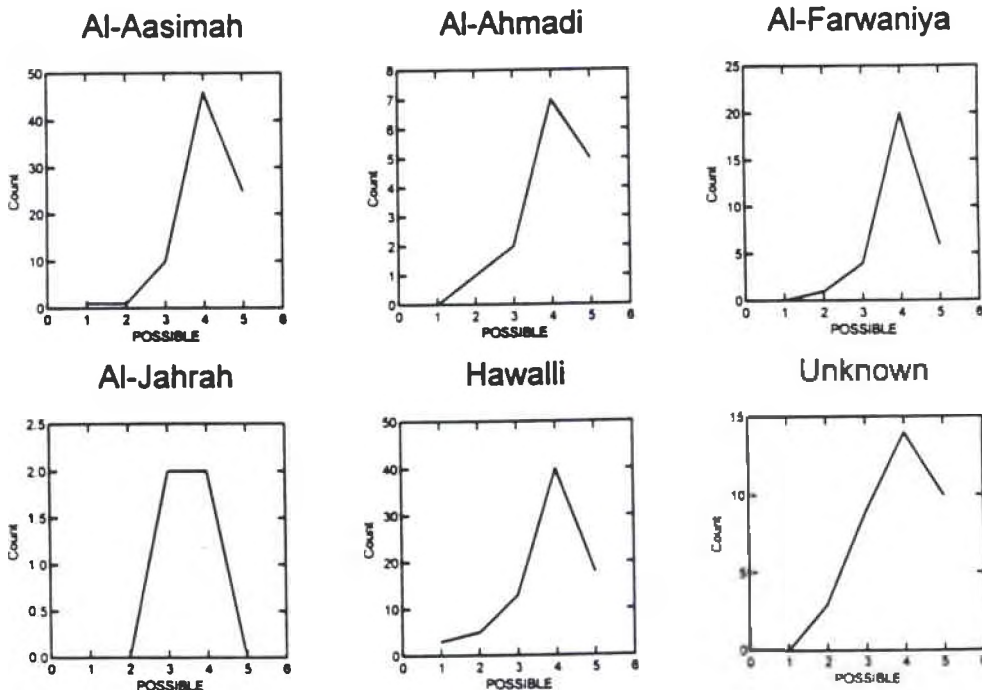 Al-Aasimah
50
40
30
20
10
0
Count
0 1 2 3 4 5 6
POSSIBLE
Al-Ahmadi
8
7
6
5
4
3
2
1
0
Count
0 1 2 3 4 5 6
POSSIBLE
Al-Farwaniya
25
20
15
10
5
0
Count
0 1 2 3 4 5 6
POSSIBLE
Al-Jahrah
2.5
2.0
1.5
1.0
0.5
0.0
Count
0 1 2 3 4 5 6
POSSIBLE
Hawalli
50
40
30
20
10
0
Count
0 1 2 3 4 5 6
POSSIBLE
Unknown
15
10
5
0
Count
0 1 2 3 4 5 6
POSSIBLE